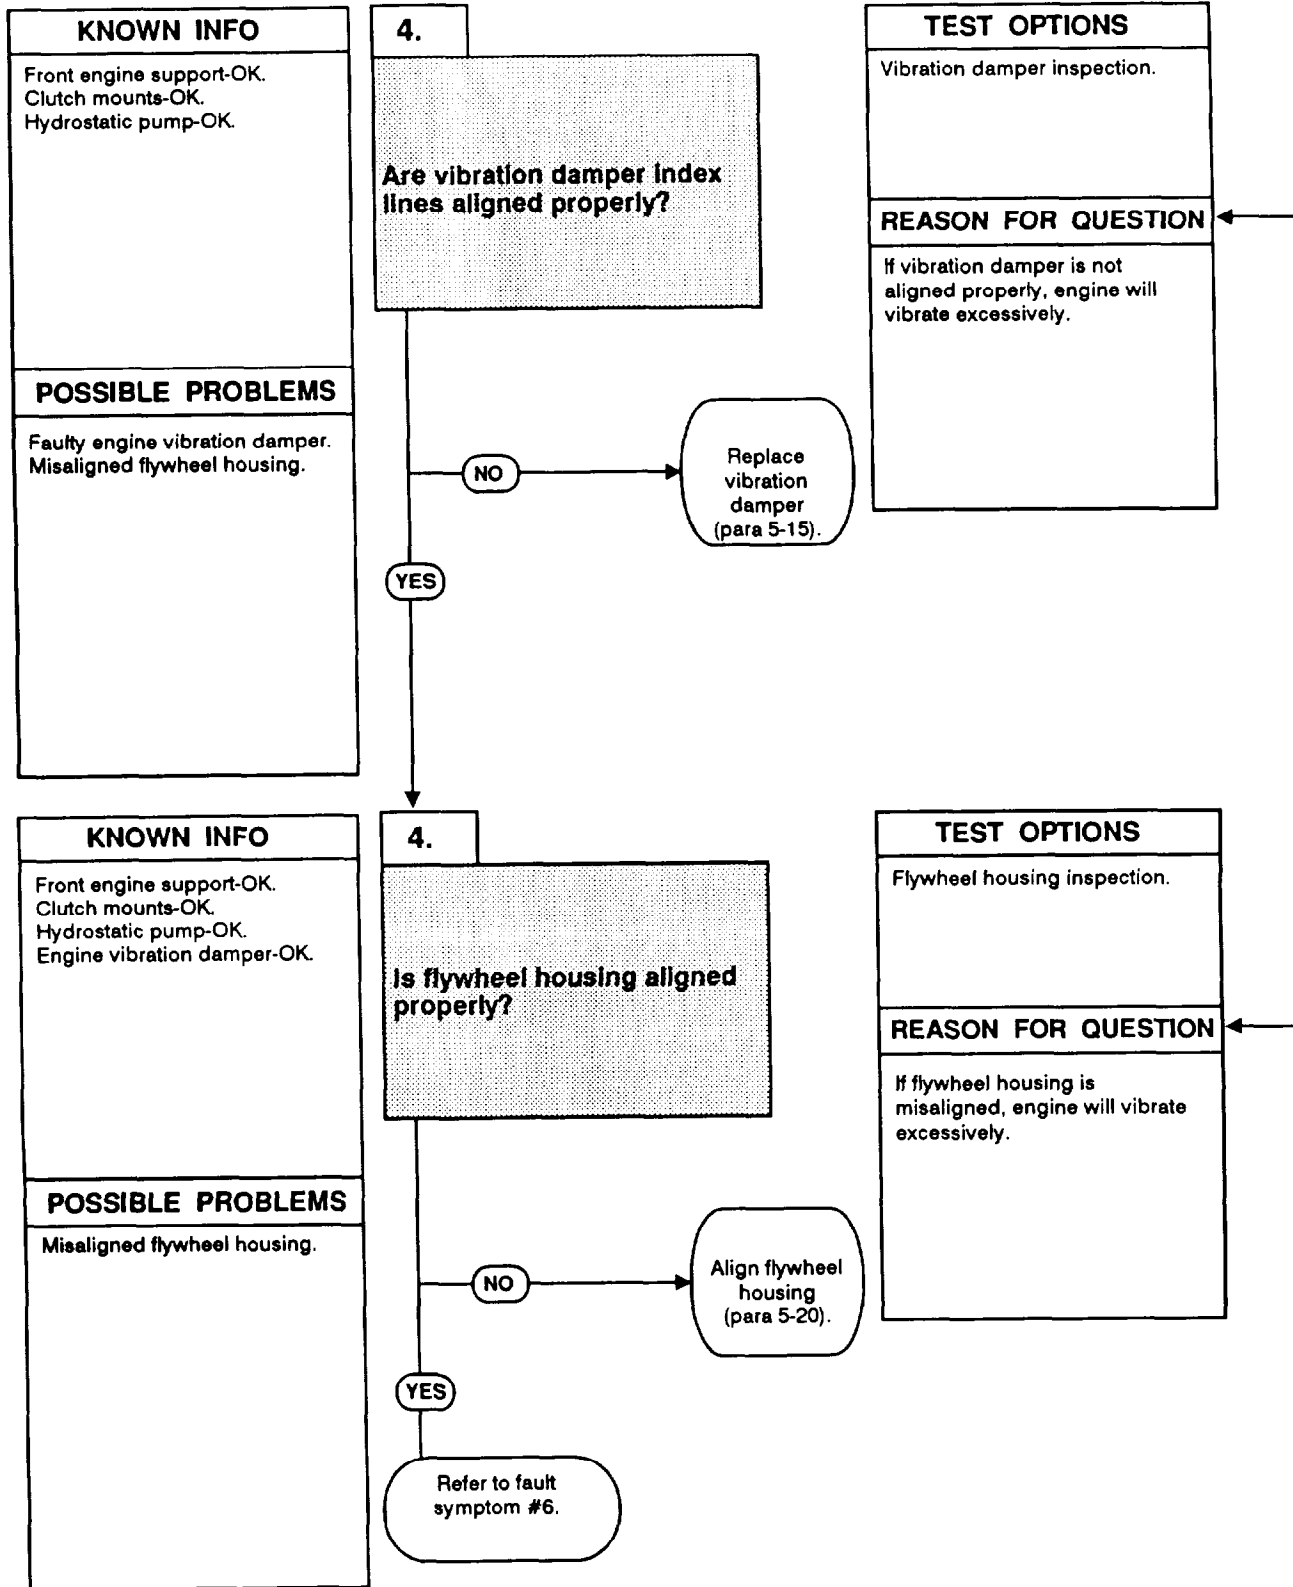 KNOWN INFO
Front engine support-OK.
Clutch mounts-OK.
Hydrostatic pump-OK.
POSSIBLE PROBLEMS
Faulty engine vibration damper.
Misaligned flywheel housing.
4.
Are vibration damper index
lines aligned properly?
NO
Replace
vibration
damper
(para 5-15).
YES
TEST OPTIONS
Vibration damper inspection.
REASON FOR QUESTION
If vibration damper is not
aligned properly, engine will
vibrate excessively.
KNOWN INFO
Front engine support-OK.
Clutch mounts-OK.
Hydrostatic pump-OK.
Engine vibration damper-OK.
POSSIBLE PROBLEMS
Misaligned flywheel housing.
4.
Is flywheel housing aligned
properly?
NO
Align flywheel
housing
(para 5-20).
YES
Refer to fault
symptom #6.
TEST OPTIONS
Flywheel housing inspection.
REASON FOR QUESTION
If flywheel housing is
misaligned, engine will vibrate
excessively.